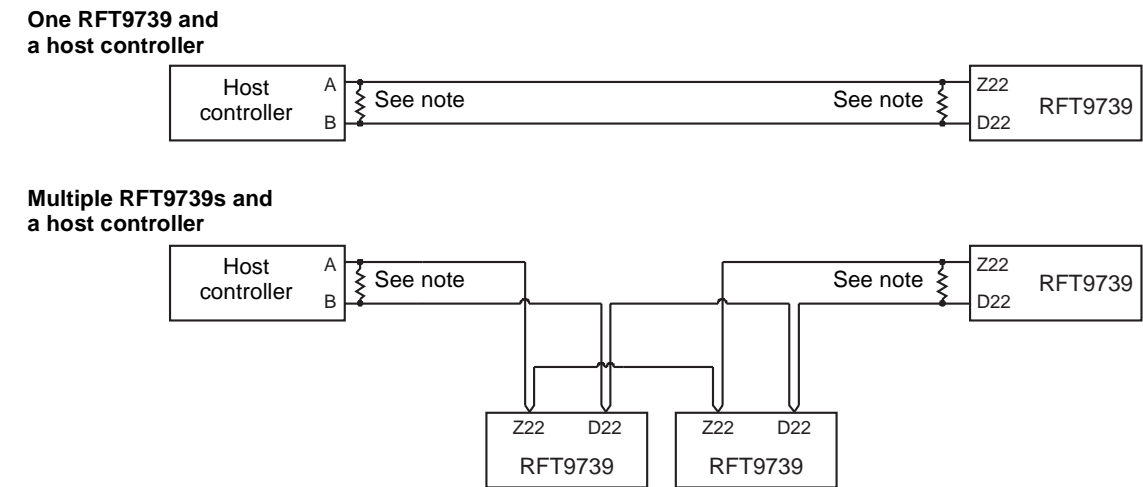 One RFT9739 and
a host controller
Host
controller
A
B
See note
See note
Z22
D22
RFT9739
Multiple RFT9739s and
a host controller
Host
controller
A
B
See note
See note
Z22
D22
RFT9739
Z22 D22
RFT9739
Z22 D22
RFT9739